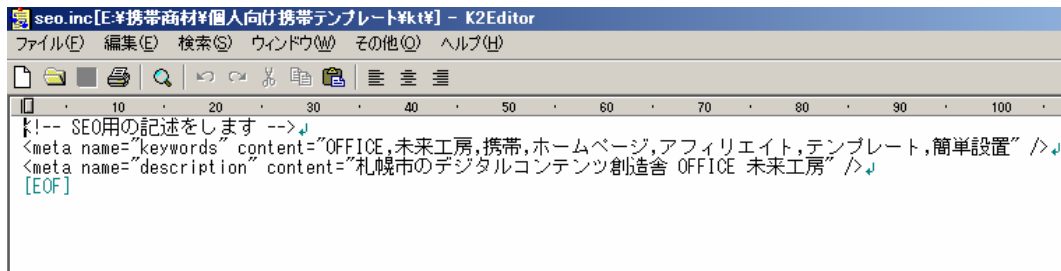 seo.inc[E:¥携帯商材¥個人向け携帯テンプレート¥kt¥] - K2Editor
ファイル(F) 編集(E) 検索(S) ウィンドウ(W) その他(O) ヘルプ(H)
10 20 30 40 50 60 70 80 90 100
<!-- SEO用の記述をします -->
<meta name="keywords" content="OFFICE,未来工房,携帯,ホームページ,アフィリエイト,テンプレート,簡単設置" />
<meta name="description" content="札幌市のデジタルコンテンツ創造舎 OFFICE 未来工房" />
[EOF]